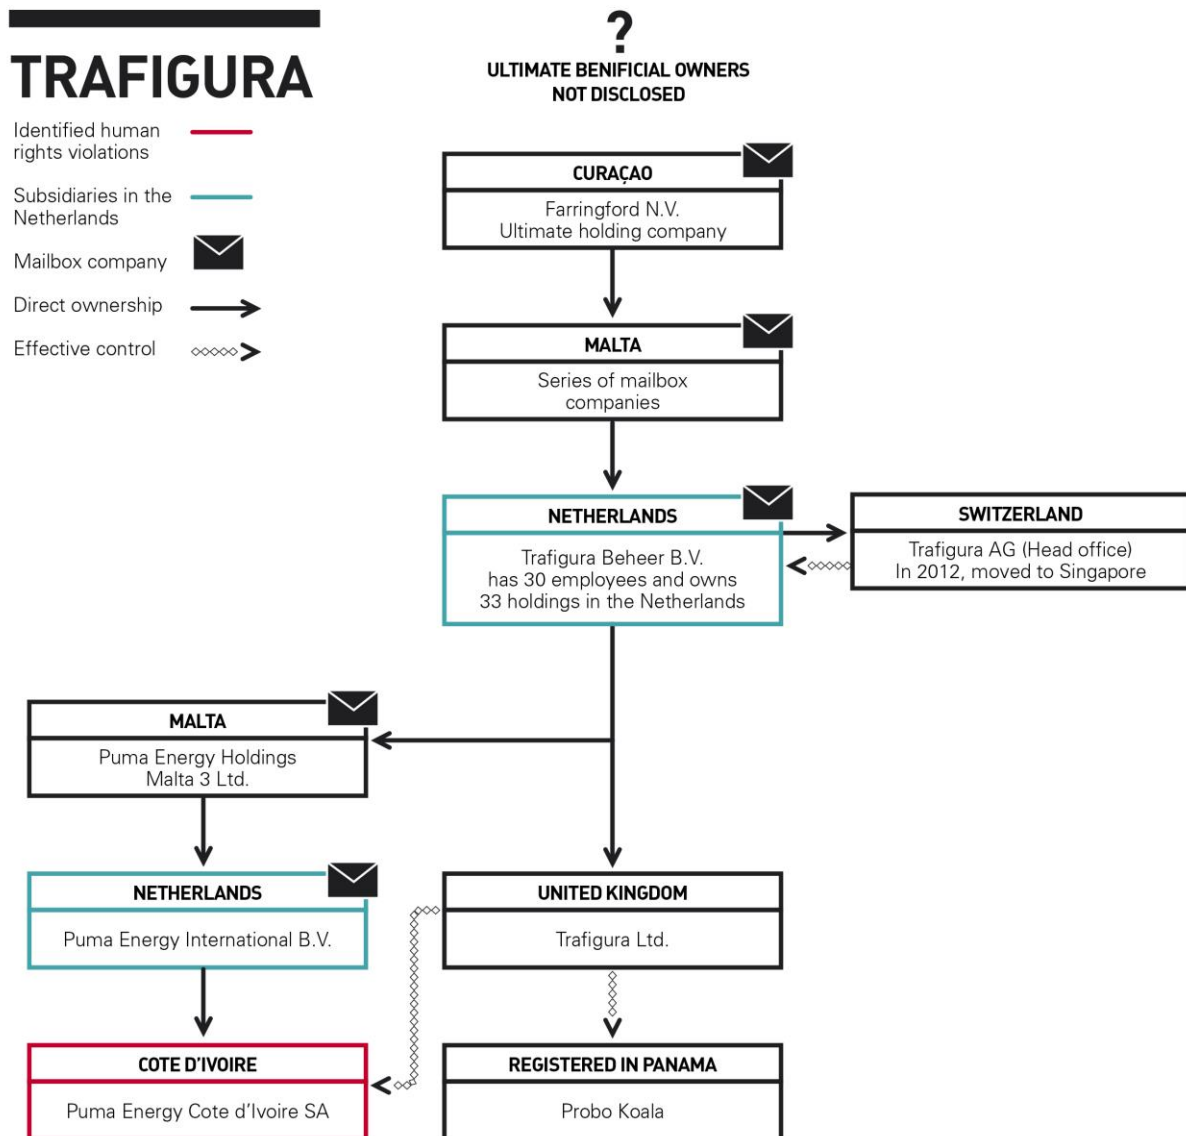 TRAFIGURA
Identified human
rights violations
Subsidiaries in the
Netherlands
Mailbox company
Direct ownership
Effective control
?
ULTIMATE BENIFICIAL OWNERS
NOT DISCLOSED
CURAÇAO
Farringford N.V.
Ultimate holding company
MALTA
Series of mailbox
companies
NETHERLANDS
Trafigura Beheer B.V.
has 30 employees and owns
33 holdings in the Netherlands
SWITZERLAND
Trafigura AG (Head office)
In 2012, moved to Singapore
MALTA
Puma Energy Holdings
Malta 3 Ltd.
NETHERLANDS
Puma Energy International B.V.
UNITED KINGDOM
Trafigura Ltd.
COTE D'IVOIRE
Puma Energy Cote d'Ivoire SA
REGISTERED IN PANAMA
Probo Koala